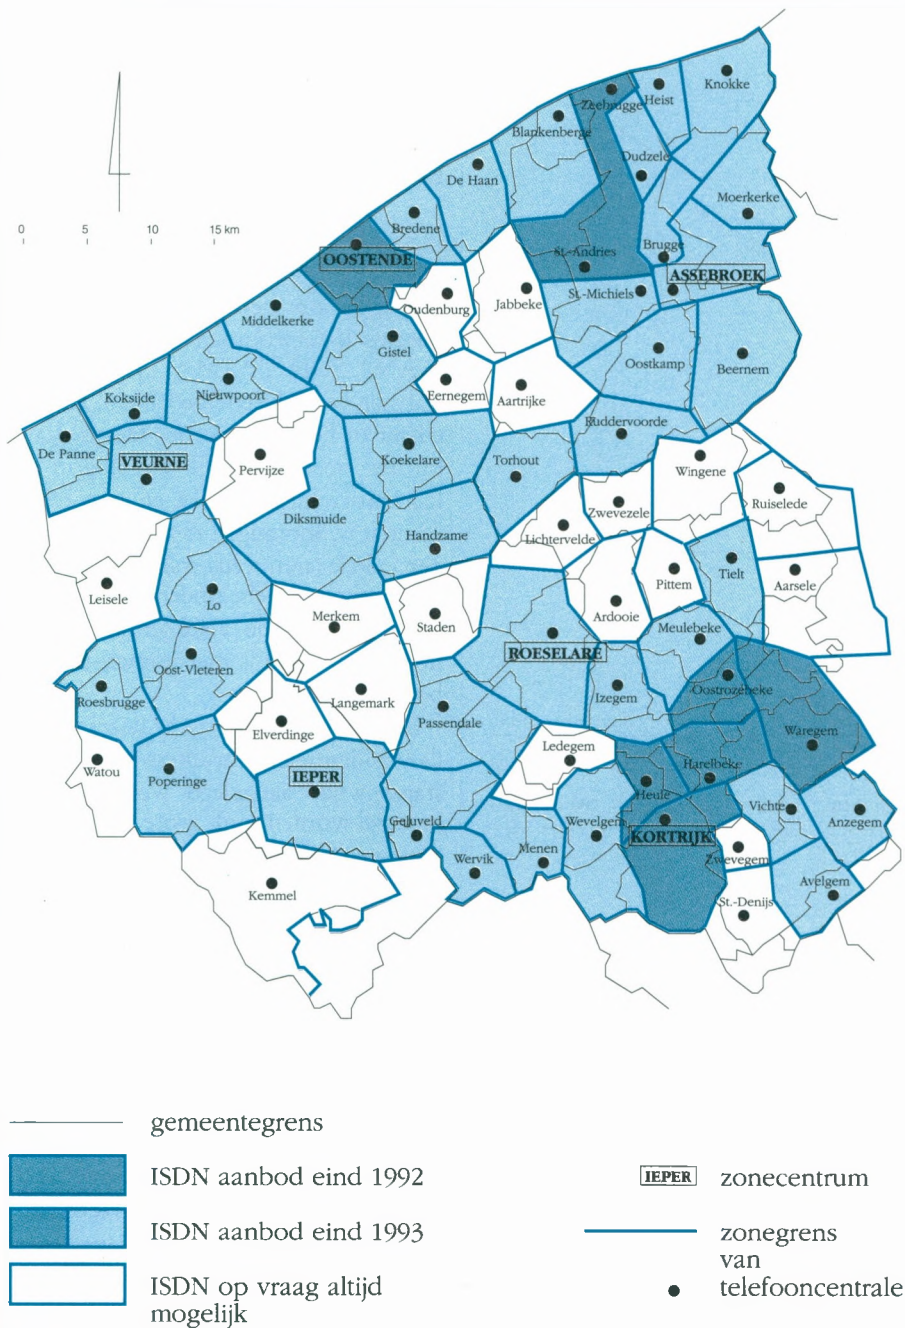 Knokke
Zeebrugge
Heist
Blankenberge
Dudzele
De Haan
Moerkerke
Bredene
0 5 10 15 km
Brugge
St.-Andries
OOSTENDE
ASSEBROEK
St.-Michiels
Oudenburg
Jabbeke
Middelkerke
Gistel
Oostkamp
Beernem
Koksijde
Nieuwpoort
Eernegem
Aartrijke
Ruddervoorde
De Panne
VEURNE
Pervijze
Koekelare
Torhout
Wingene
Ruiselede
Diksmuide
Zwevezele
Handzame
Lichtervelde
Leisele
Lo
Merkem
Staden
Ardooie
Pittem
Tielt
Aarsele
Meulebeke
ROESELARE
Oost-Vleteren
Roesbrugge
Langemark
Izegem
Oostrozebeke
Elverdinge
Passendale
Waregem
Ledegem
Watou
Poperinge
IEPER
Harelbeke
Heule
Geluveld
Wevelgem
Vichte
Anzegem
KORTRIJK
Menen
Wervik
Zwevegem
Kemmel
Avelgem
St.-Denijs
gemeentegrens
ISDN aanbod eind 1992
ISDN aanbod eind 1993
ISDN op vraag altijd
mogelijk
IEPER zonecentrum
zonegrens
van
telefooncentrale